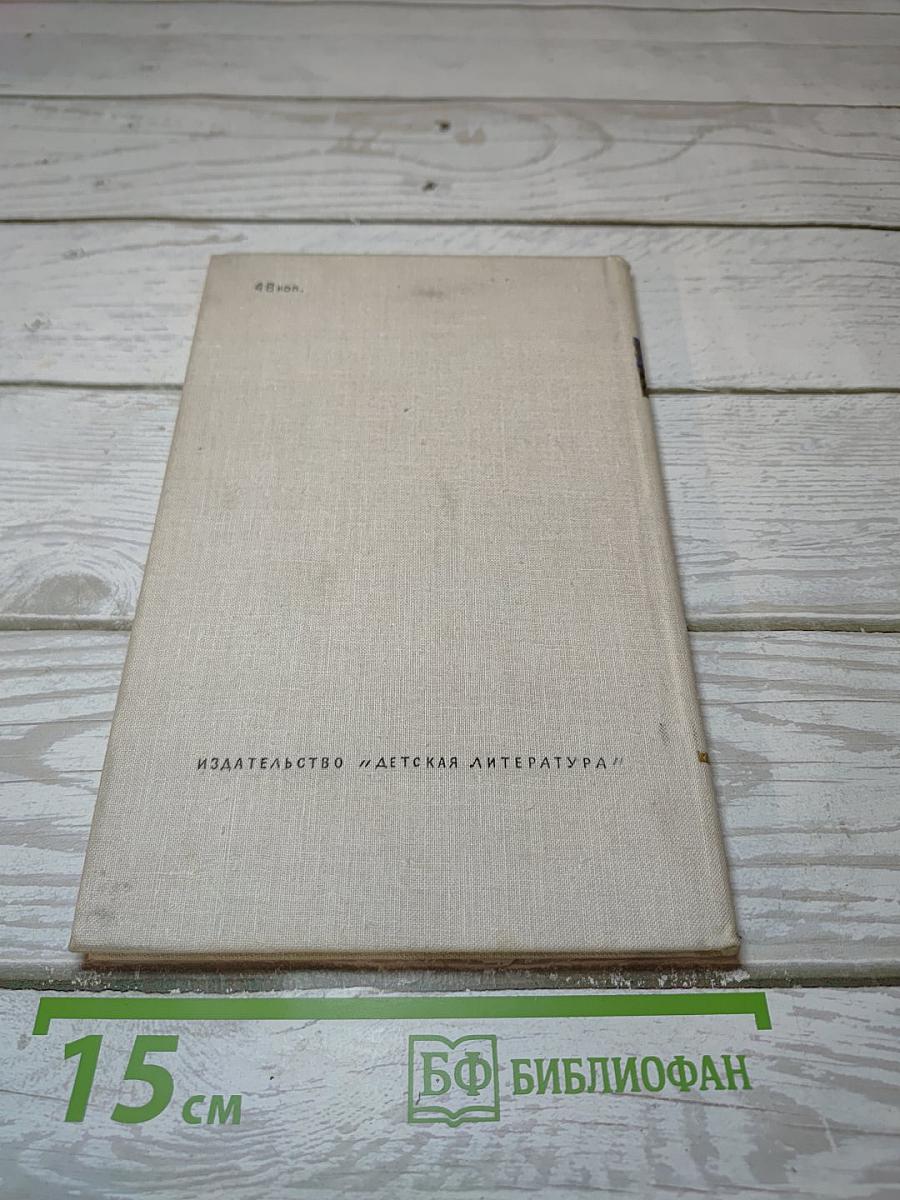 48 коп.
ИЗДАТЕЛЬСТВО "ДЕТСКАЯ ЛИТЕРАТУРА"
15 см
БФ БИБЛИОФАН